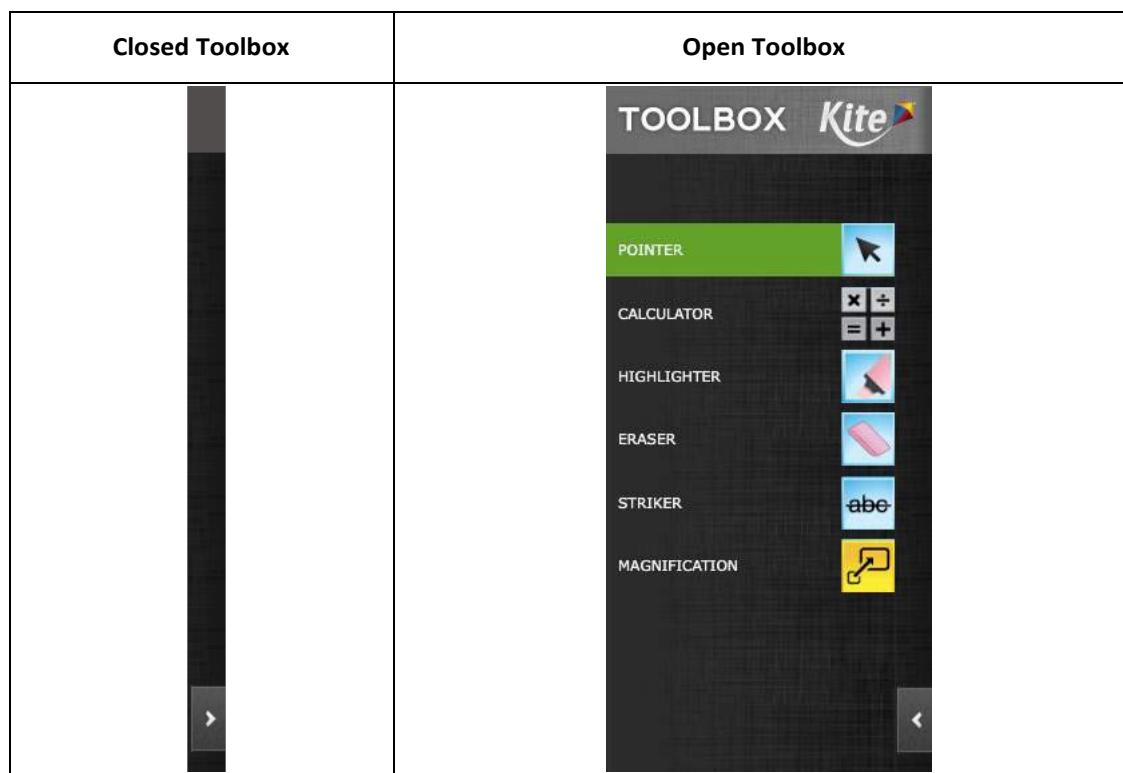 Closed Toolbox
Open Toolbox
TOOLBOX Kite
POINTER
CALCULATOR
× ÷
= +
HIGHLIGHTER
ERASER
STRIKER abc
MAGNIFICATION
>
<